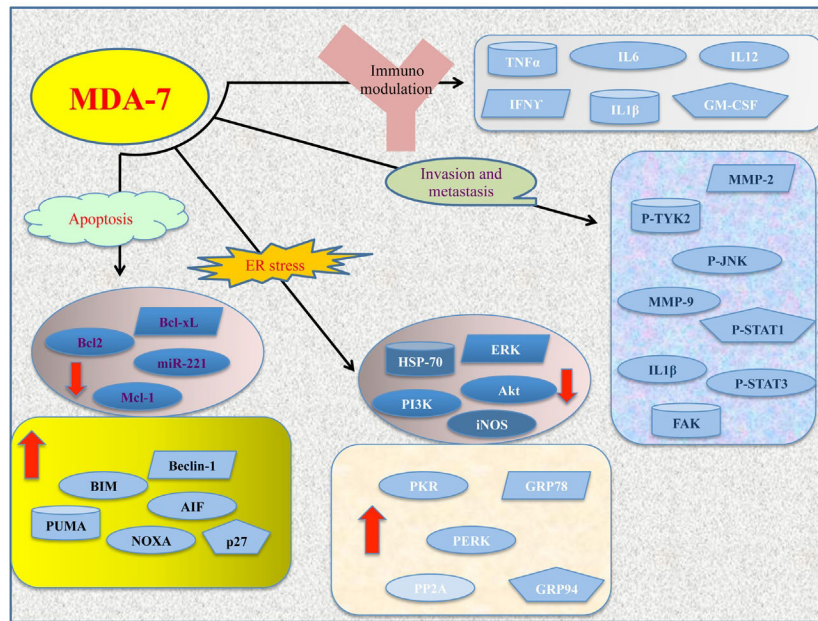 MDA-7
Immuno
modulation
TNFα
IL6
IL12
IFNϒ
IL1β
GM-CSF
Invasion and
metastasis
MMP-2
P-TYK2
P-JNK
MMP-9
P-STAT1
IL1β
P-STAT3
FAK
Apoptosis
ER stress
Bcl-xL
Bcl2
miR-221
Mcl-1
HSP-70
ERK
Akt
PI3K
iNOS
Beclin-1
BIM
AIF
PUMA
NOXA
p27
PKR
GRP78
PERK
PP2A
GRP94